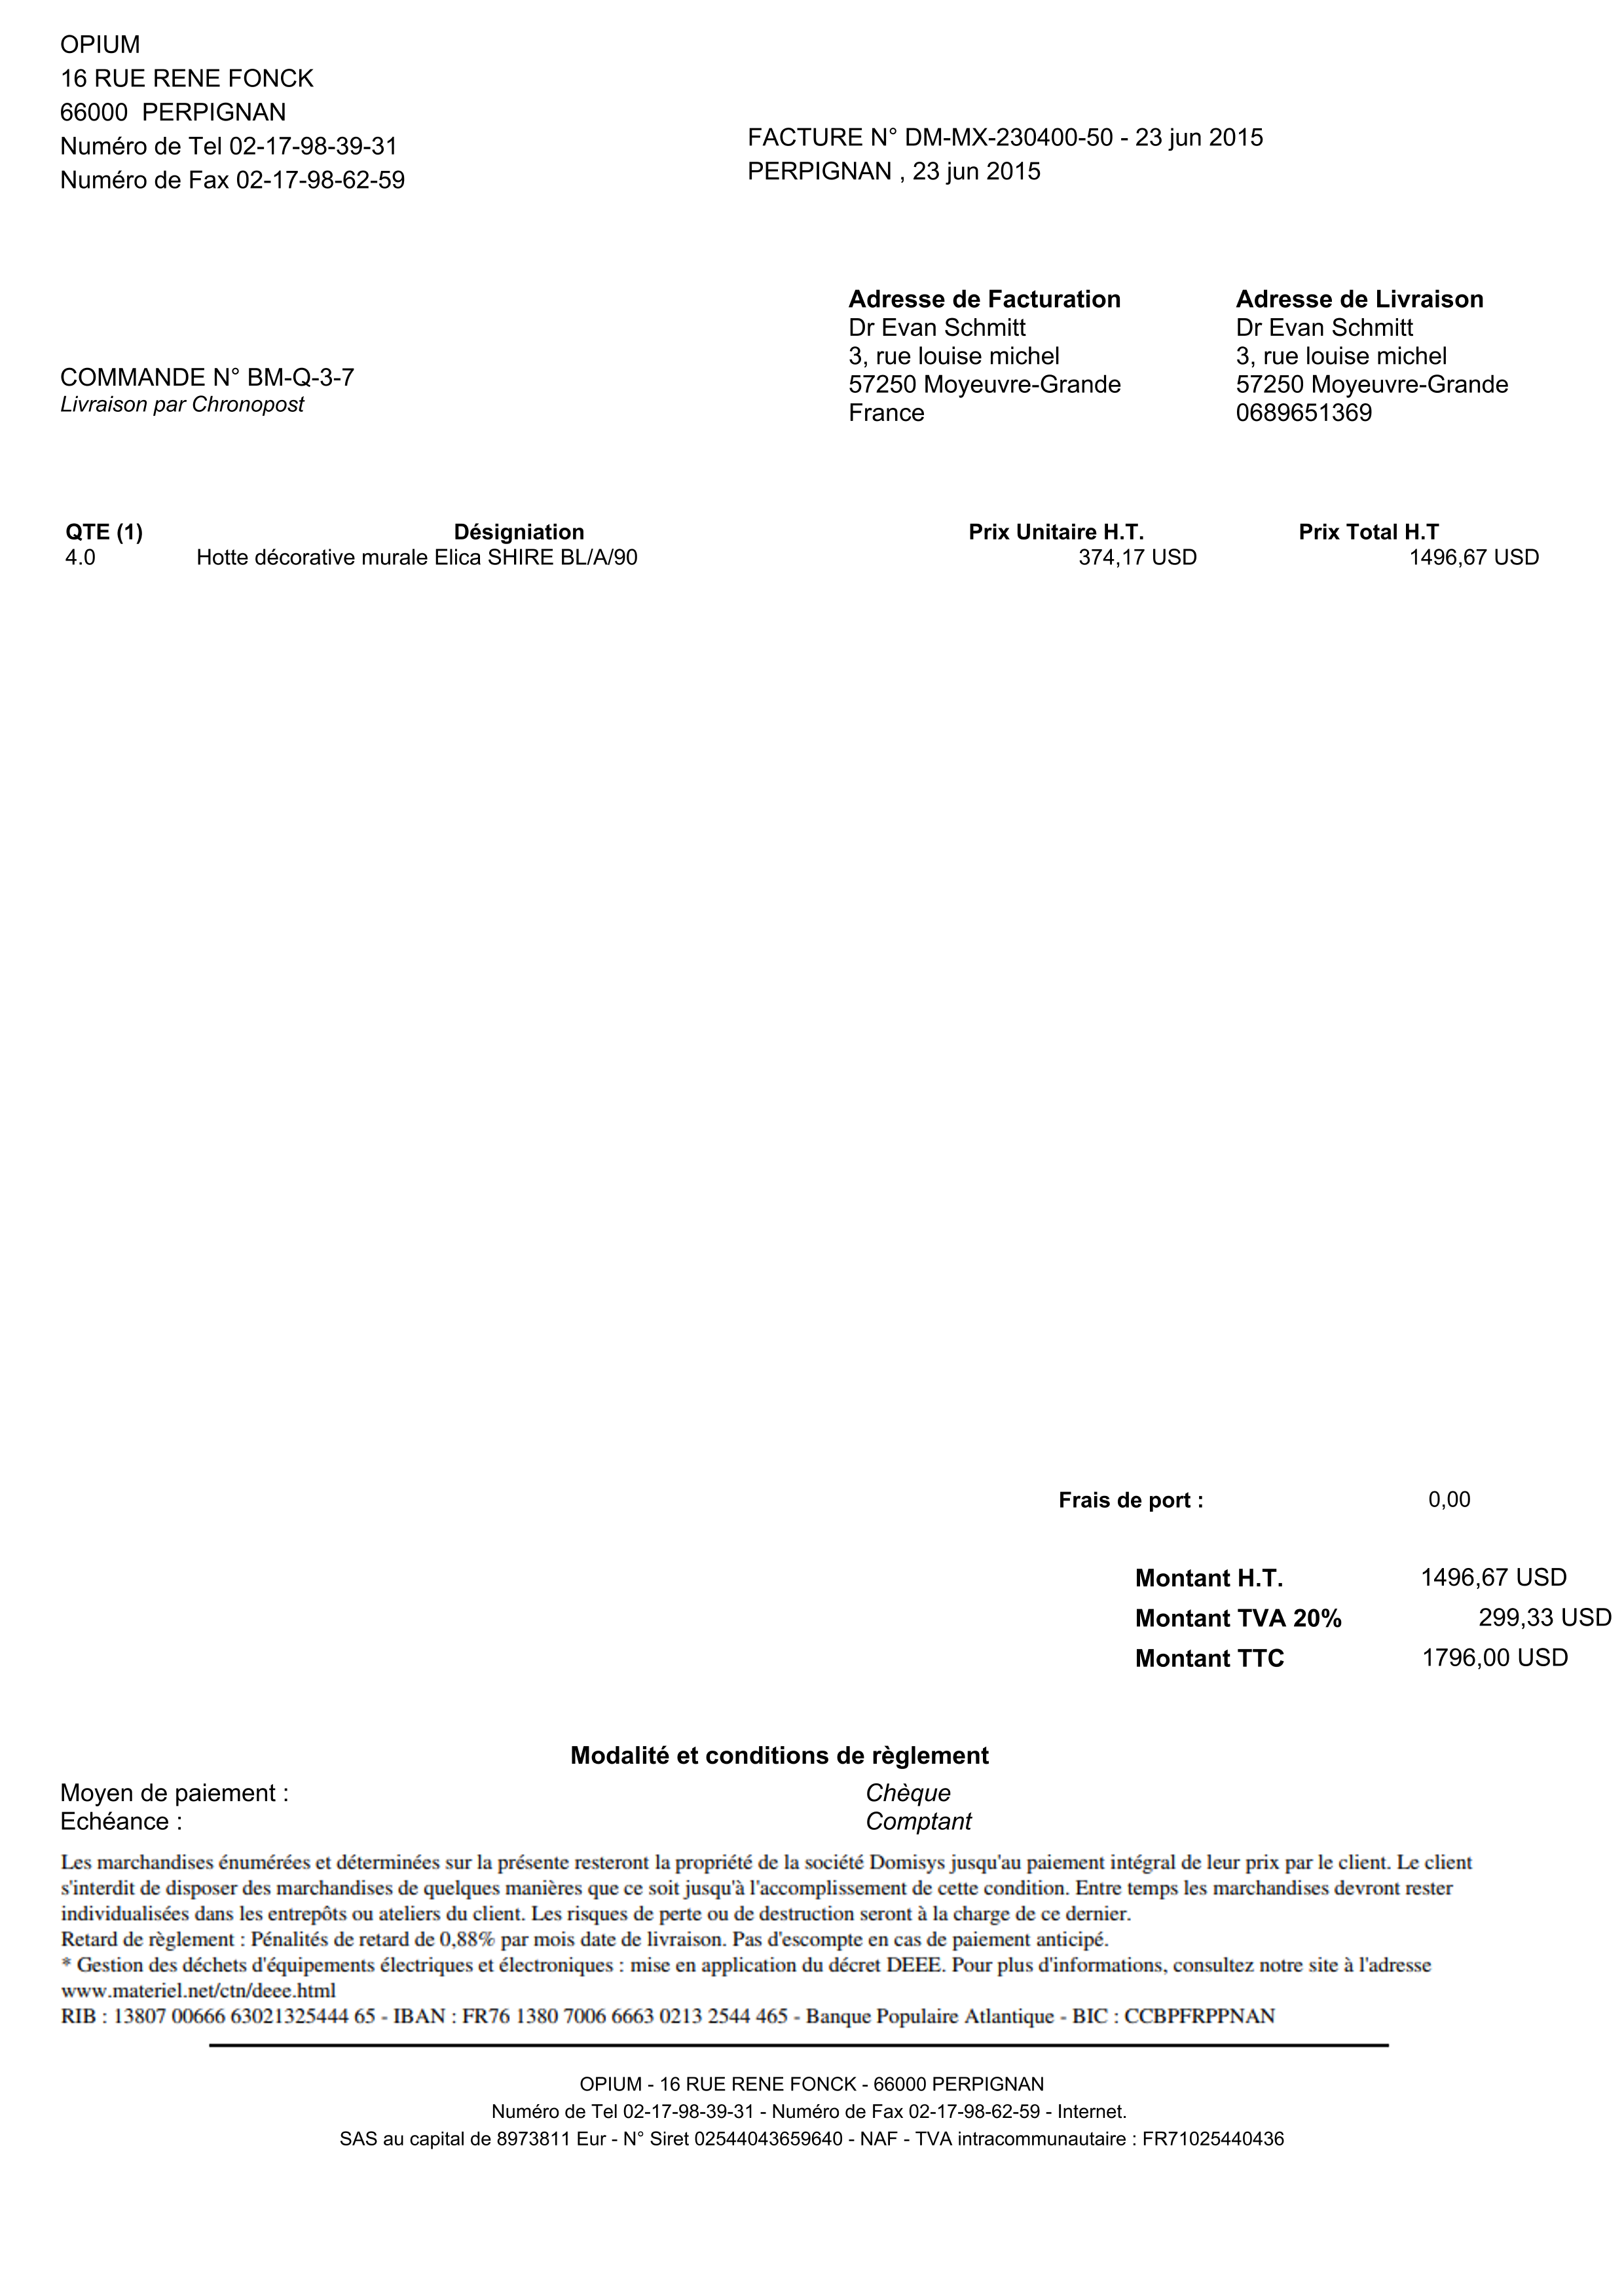 OPIUM
16 RUE RENE FONCK
66000 PERPIGNAN
Numéro de Tel 02-17-98-39-31
Numéro de Fax 02-17-98-62-59
FACTURE N° DM-MX-230400-50 - 23 jun 2015
PERPIGNAN , 23 jun 2015
COMMANDE N° BM-Q-3-7
Livraison par Chronopost
Adresse de Facturation
Dr Evan Schmitt
3, rue louise michel
57250 Moyeuvre-Grande
France
Adresse de Livraison
Dr Evan Schmitt
3, rue louise michel
57250 Moyeuvre-Grande
0689651369
QTE (1) Désigniation Prix Unitaire H.T. Prix Total H.T
4.0 Hotte décorative murale Elica SHIRE BL/A/90 374,17 USD 1496,67 USD
Frais de port : 0,00
Montant H.T. 1496,67 USD
Montant TVA 20% 299,33 USD
Montant TTC 1796,00 USD
Modalité et conditions de règlement
Moyen de paiement : Chèque
Echéance : Comptant
Les marchandises énumérées et déterminées sur la présente resteront la propriété de la société Domisys jusqu'au paiement intégral de leur prix par le client. Le client
s'interdit de disposer des marchandises de quelques manières que ce soit jusqu'à l'accomplissement de cette condition. Entre temps les marchandises devront rester
individualisées dans les entrepôts ou ateliers du client. Les risques de perte ou de destruction seront à la charge de ce dernier.
Retard de règlement : Pénalités de retard de 0,88% par mois date de livraison. Pas d'escompte en cas de paiement anticipé.
* Gestion des déchets d'équipements électriques et électroniques : mise en application du décret DEEE. Pour plus d'informations, consultez notre site à l'adresse
www.materiel.net/ctn/deee.html
RIB : 13807 00666 63021325444 65 - IBAN : FR76 1380 7006 6663 0213 2544 465 - Banque Populaire Atlantique - BIC : CCBPFRPPNAN
OPIUM - 16 RUE RENE FONCK - 66000 PERPIGNAN
Numéro de Tel 02-17-98-39-31 - Numéro de Fax 02-17-98-62-59 - Internet.
SAS au capital de 8973811 Eur - N° Siret 02544043659640 - NAF - TVA intracommunautaire : FR71025440436